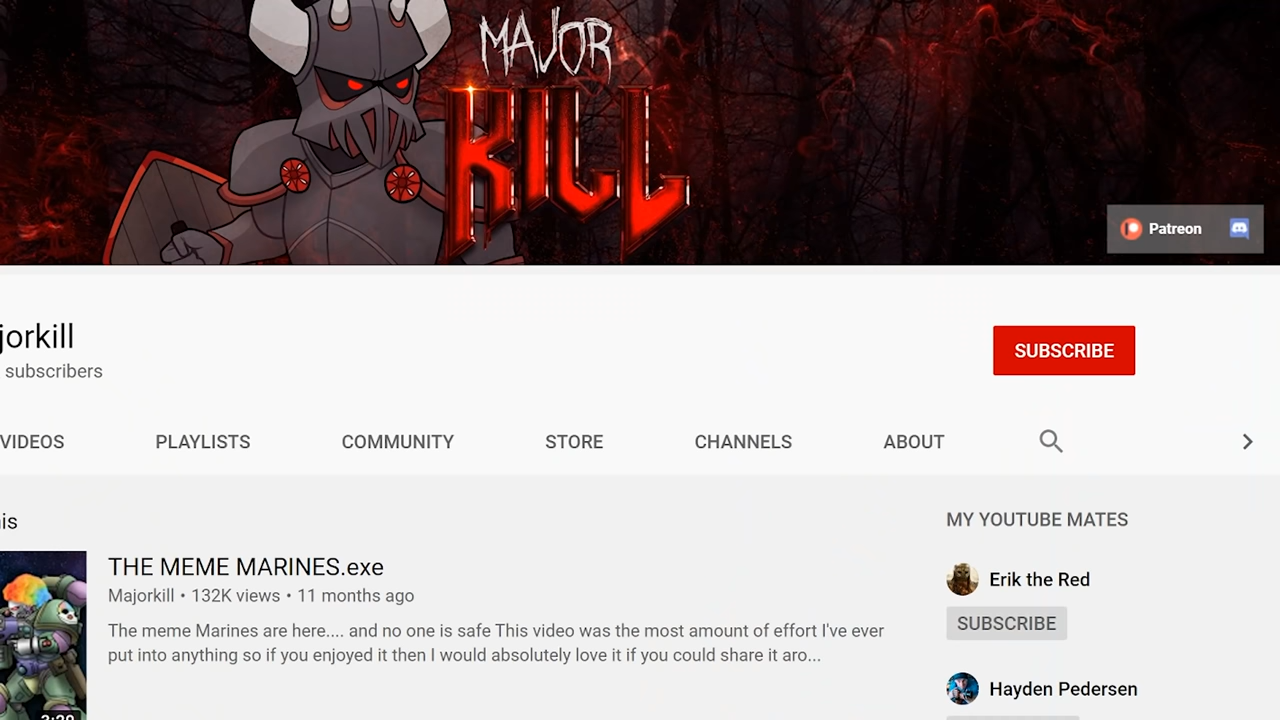 MAJOR
KILL
Patreon
jorkill
subscribers
SUBSCRIBE
VIDEOS PLAYLISTS COMMUNITY STORE CHANNELS ABOUT
is
MY YOUTUBE MATES
THE MEME MARINES.exe
Majorkill • 132K views • 11 months ago
The meme Marines are here.... and no one is safe This video was the most amount of effort I've ever
put into anything so if you enjoyed it then I would absolutely love it if you could share it aro...
Erik the Red
SUBSCRIBE
Hayden Pedersen